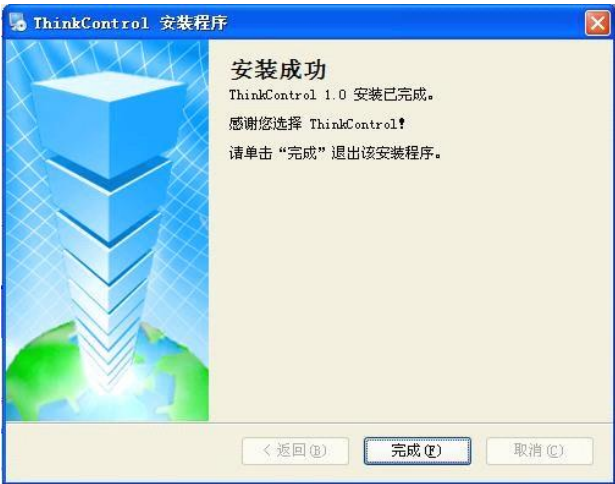 ThinkControl 安装程序
安装成功
ThinkControl 1.0 安装已完成。
感谢您选择 ThinkControl!
请单击“完成”退出该安装程序。
< 返回(B)
完成(F)
取消(C)